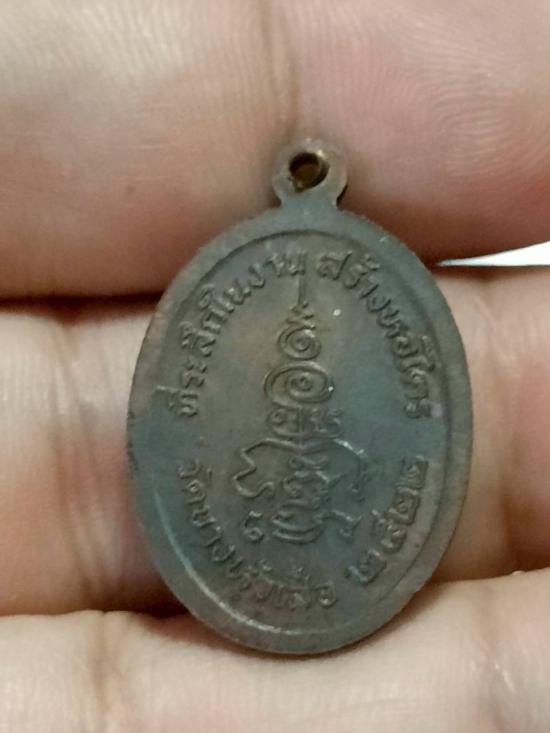 ที่ระลึกในงาน สร้างหอไตร
วัดบางหัวเสือ ๒๕๒๒